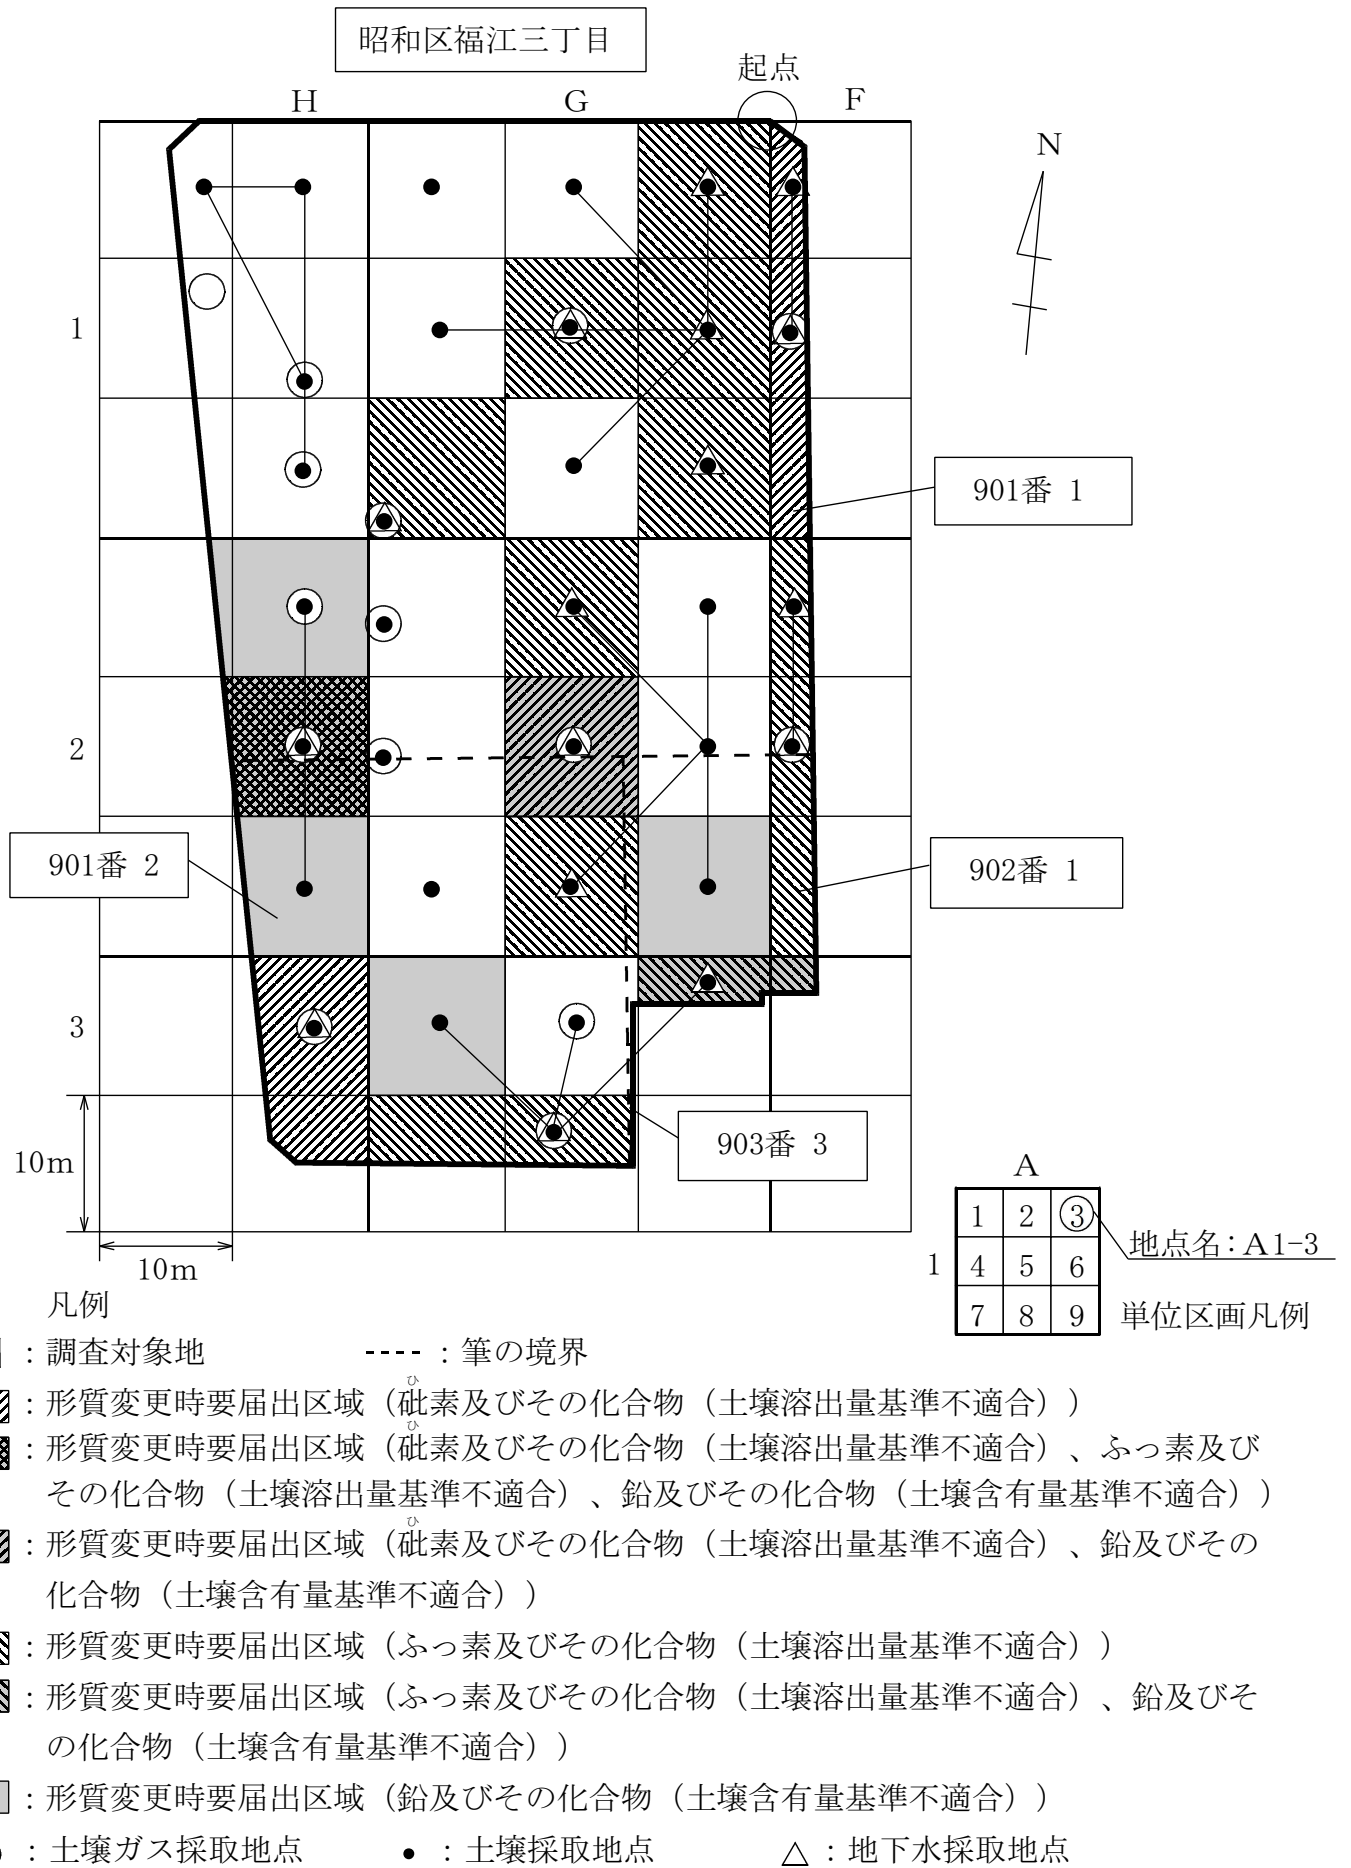 昭和区福江三丁目
起点
H
G
F
N
1
901番 1
2
901番 2
902番 1
3
903番 3
10m
10m
A
1 2 3
地点名：A1-3
1
4 5 6
7 8 9
単位区画凡例
凡例
：調査対象地
：筆の境界
：形質変更時要届出区域（砒素及びその化合物（土壌溶出量基準不適合））
ひ
：形質変更時要届出区域（砒素及びその化合物（土壌溶出量基準不適合）、ふっ素及び
ひ
その化合物（土壌溶出量基準不適合）、鉛及びその化合物（土壌含有量基準不適合））
：形質変更時要届出区域（砒素及びその化合物（土壌溶出量基準不適合）、鉛及びその
ひ
化合物（土壌含有量基準不適合））
：形質変更時要届出区域（ふっ素及びその化合物（土壌溶出量基準不適合））
：形質変更時要届出区域（ふっ素及びその化合物（土壌溶出量基準不適合）、鉛及びそ
の化合物（土壌含有量基準不適合））
：形質変更時要届出区域（鉛及びその化合物（土壌含有量基準不適合））
：土壌ガス採取地点
：土壌採取地点
：地下水採取地点